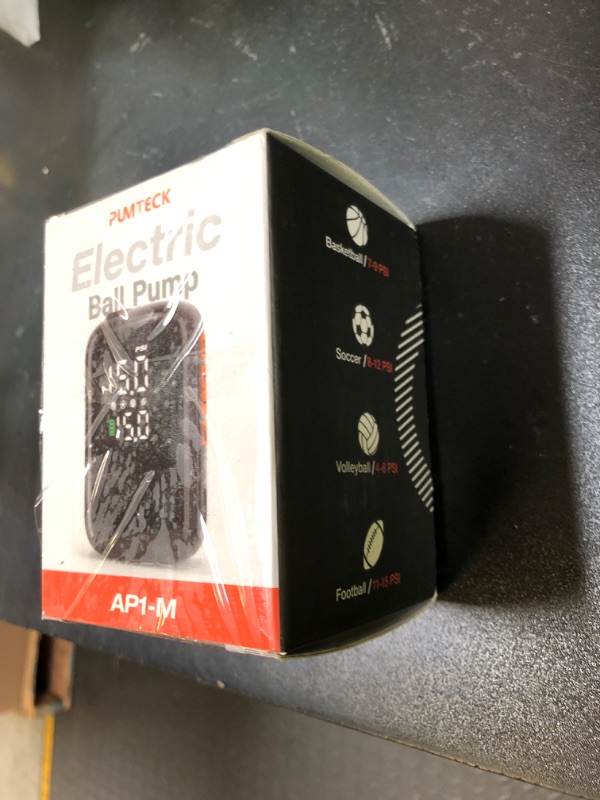 PUMTECK
Electric
Ball Pump
PSI
AP1-M
Basketball / 7-9 PSI
Soccer / 8-12 PSI
Volleyball / 4-6 PSI
Football / 11-15 PSI